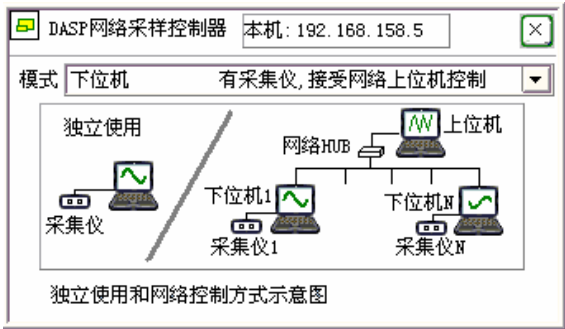 DASP网络采样控制器 本机:192.168.158.5
模式 下位机 有采集仪,接受网络上位机控制
独立使用
采集仪
网络HUB
上位机
下位机1
采集仪1
下位机N
采集仪N
独立使用和网络控制方式示意图